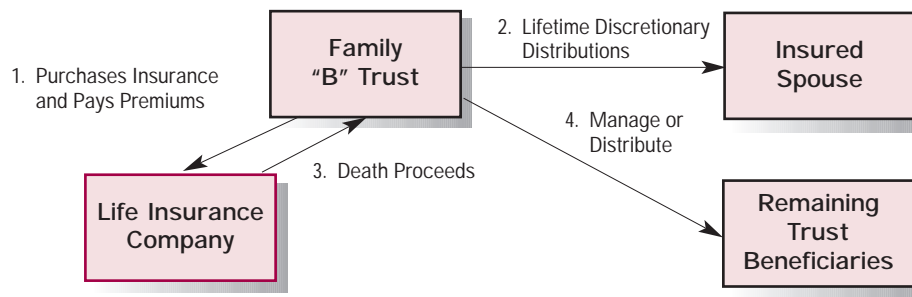 Family
"B" Trust
2. Lifetime Discretionary
Distributions
Insured
Spouse
1. Purchases Insurance
and Pays Premiums
4. Manage or
Distribute
3. Death Proceeds
Life Insurance
Company
Remaining
Trust
Beneficiaries